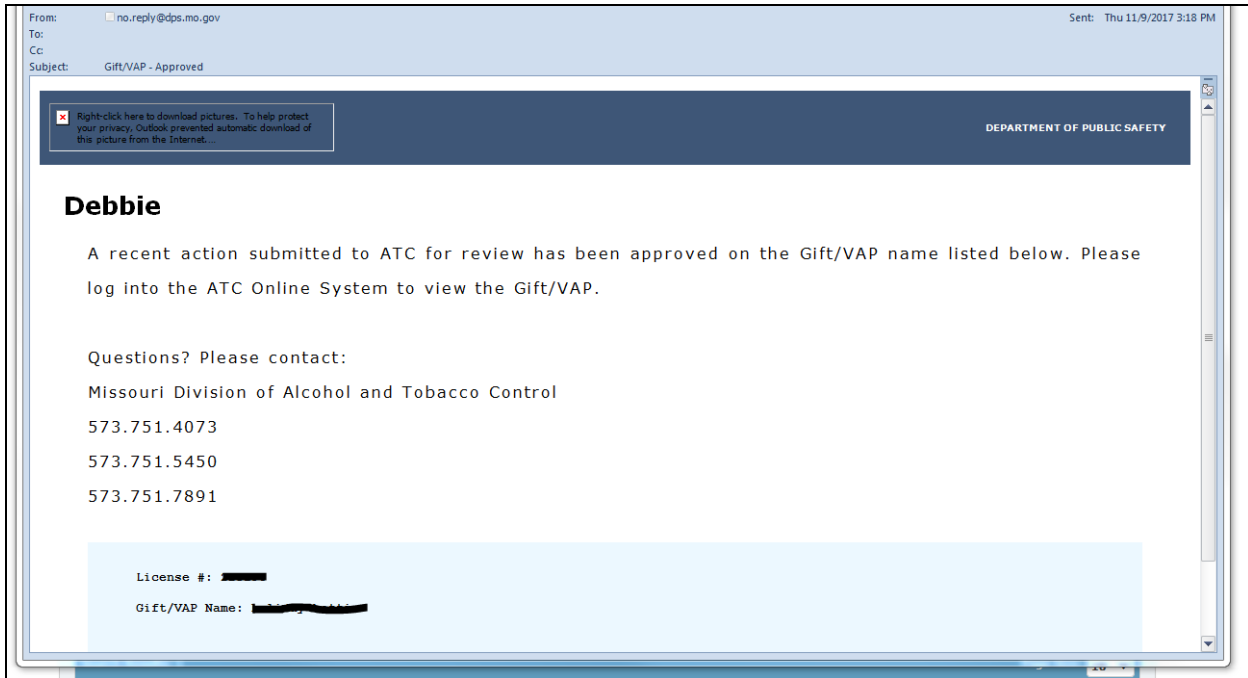 From: no.reply@dps.mo.gov Sent: Thu 11/9/2017 3:18 PM
To:
Cc:
Subject: Gift/VAP - Approved
Right-click here to download pictures. To help protect
your privacy, Outlook prevented automatic download of
this picture from the Internet....
DEPARTMENT OF PUBLIC SAFETY
Debbie
A recent action submitted to ATC for review has been approved on the Gift/VAP name listed below. Please
log into the ATC Online System to view the Gift/VAP.
Questions? Please contact:
Missouri Division of Alcohol and Tobacco Control
573.751.4073
573.751.5450
573.751.7891
License #:
Gift/VAP Name: